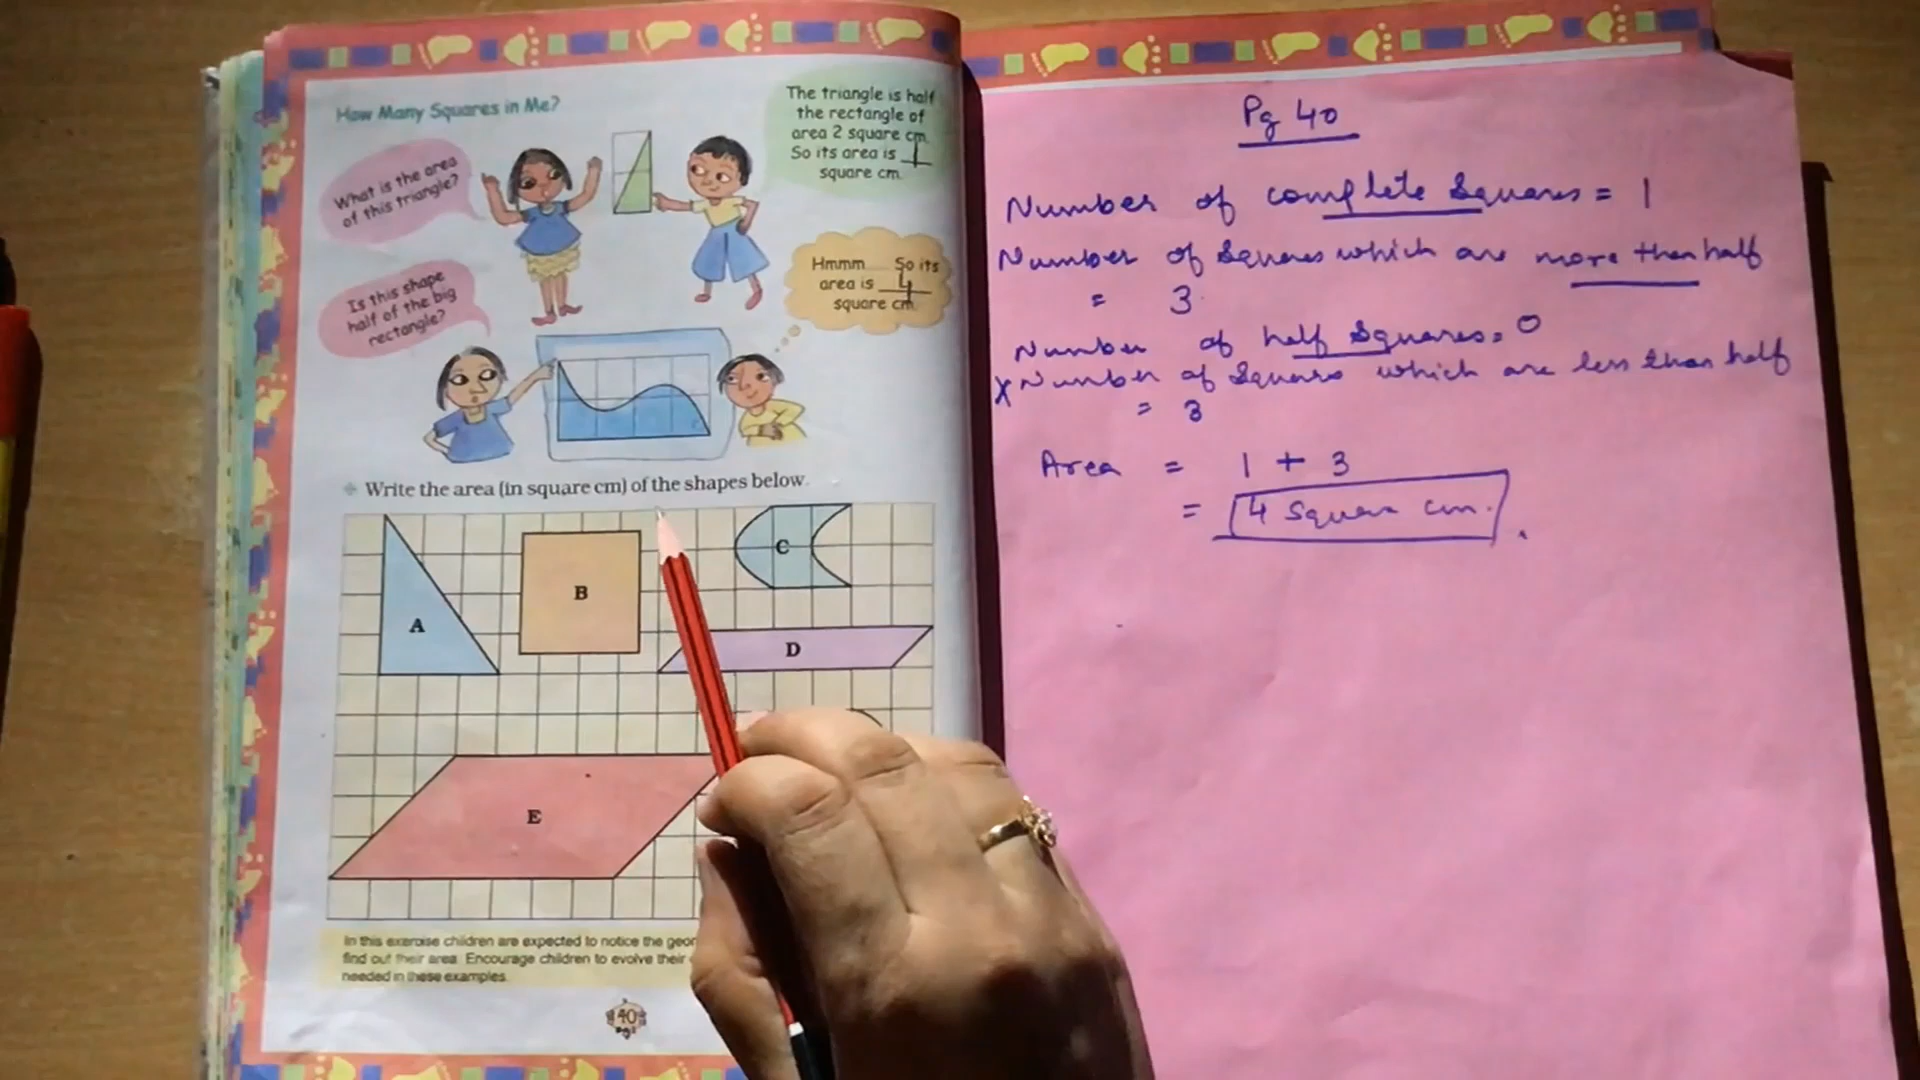 How Many Squares in Me?
What is the area
of this triangle?
The triangle is half
the rectangle of
area 2 square cm.
So its area is 1
square cm.
Is this shape
half of the big
rectangle?
Hmmm.... So its
area is 4
square cm.
Write the area (in square cm) of the shapes below.
A
B
C
D
E
In this exercise children are expected to notice the
find out their area. Encourage children to evolve their
needed in these examples.
40
Pg 40
Number of complete Squares = 1
Number of Squares which are more than half
= 3
Number of half Squares = 0
x Number of Squares which are less than half
= 3
Area = 1 + 3
= 4 Square cm.